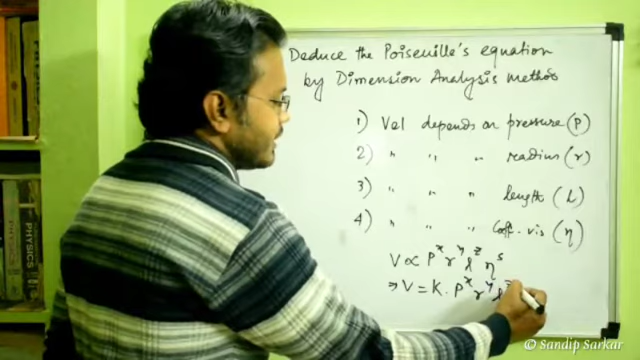 Deduce the Poiseuille's equation
by Dimension Analysis method
1) Vel depends on pressure (P)
2) " " " radius (r)
3) " " " length (L)
4) " " " Coff. vis (η)
V ∝ P^x r^y l^z η^s
⇒ V = K. P^x r^y l^z
PHYSICS
PHYSICS
© Sandip Sarkar